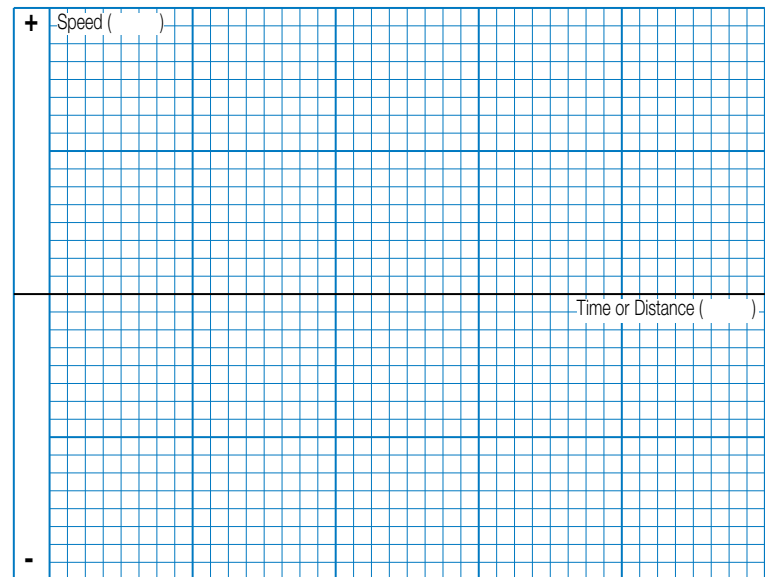 + Speed ( )
Time or Distance ( )
-